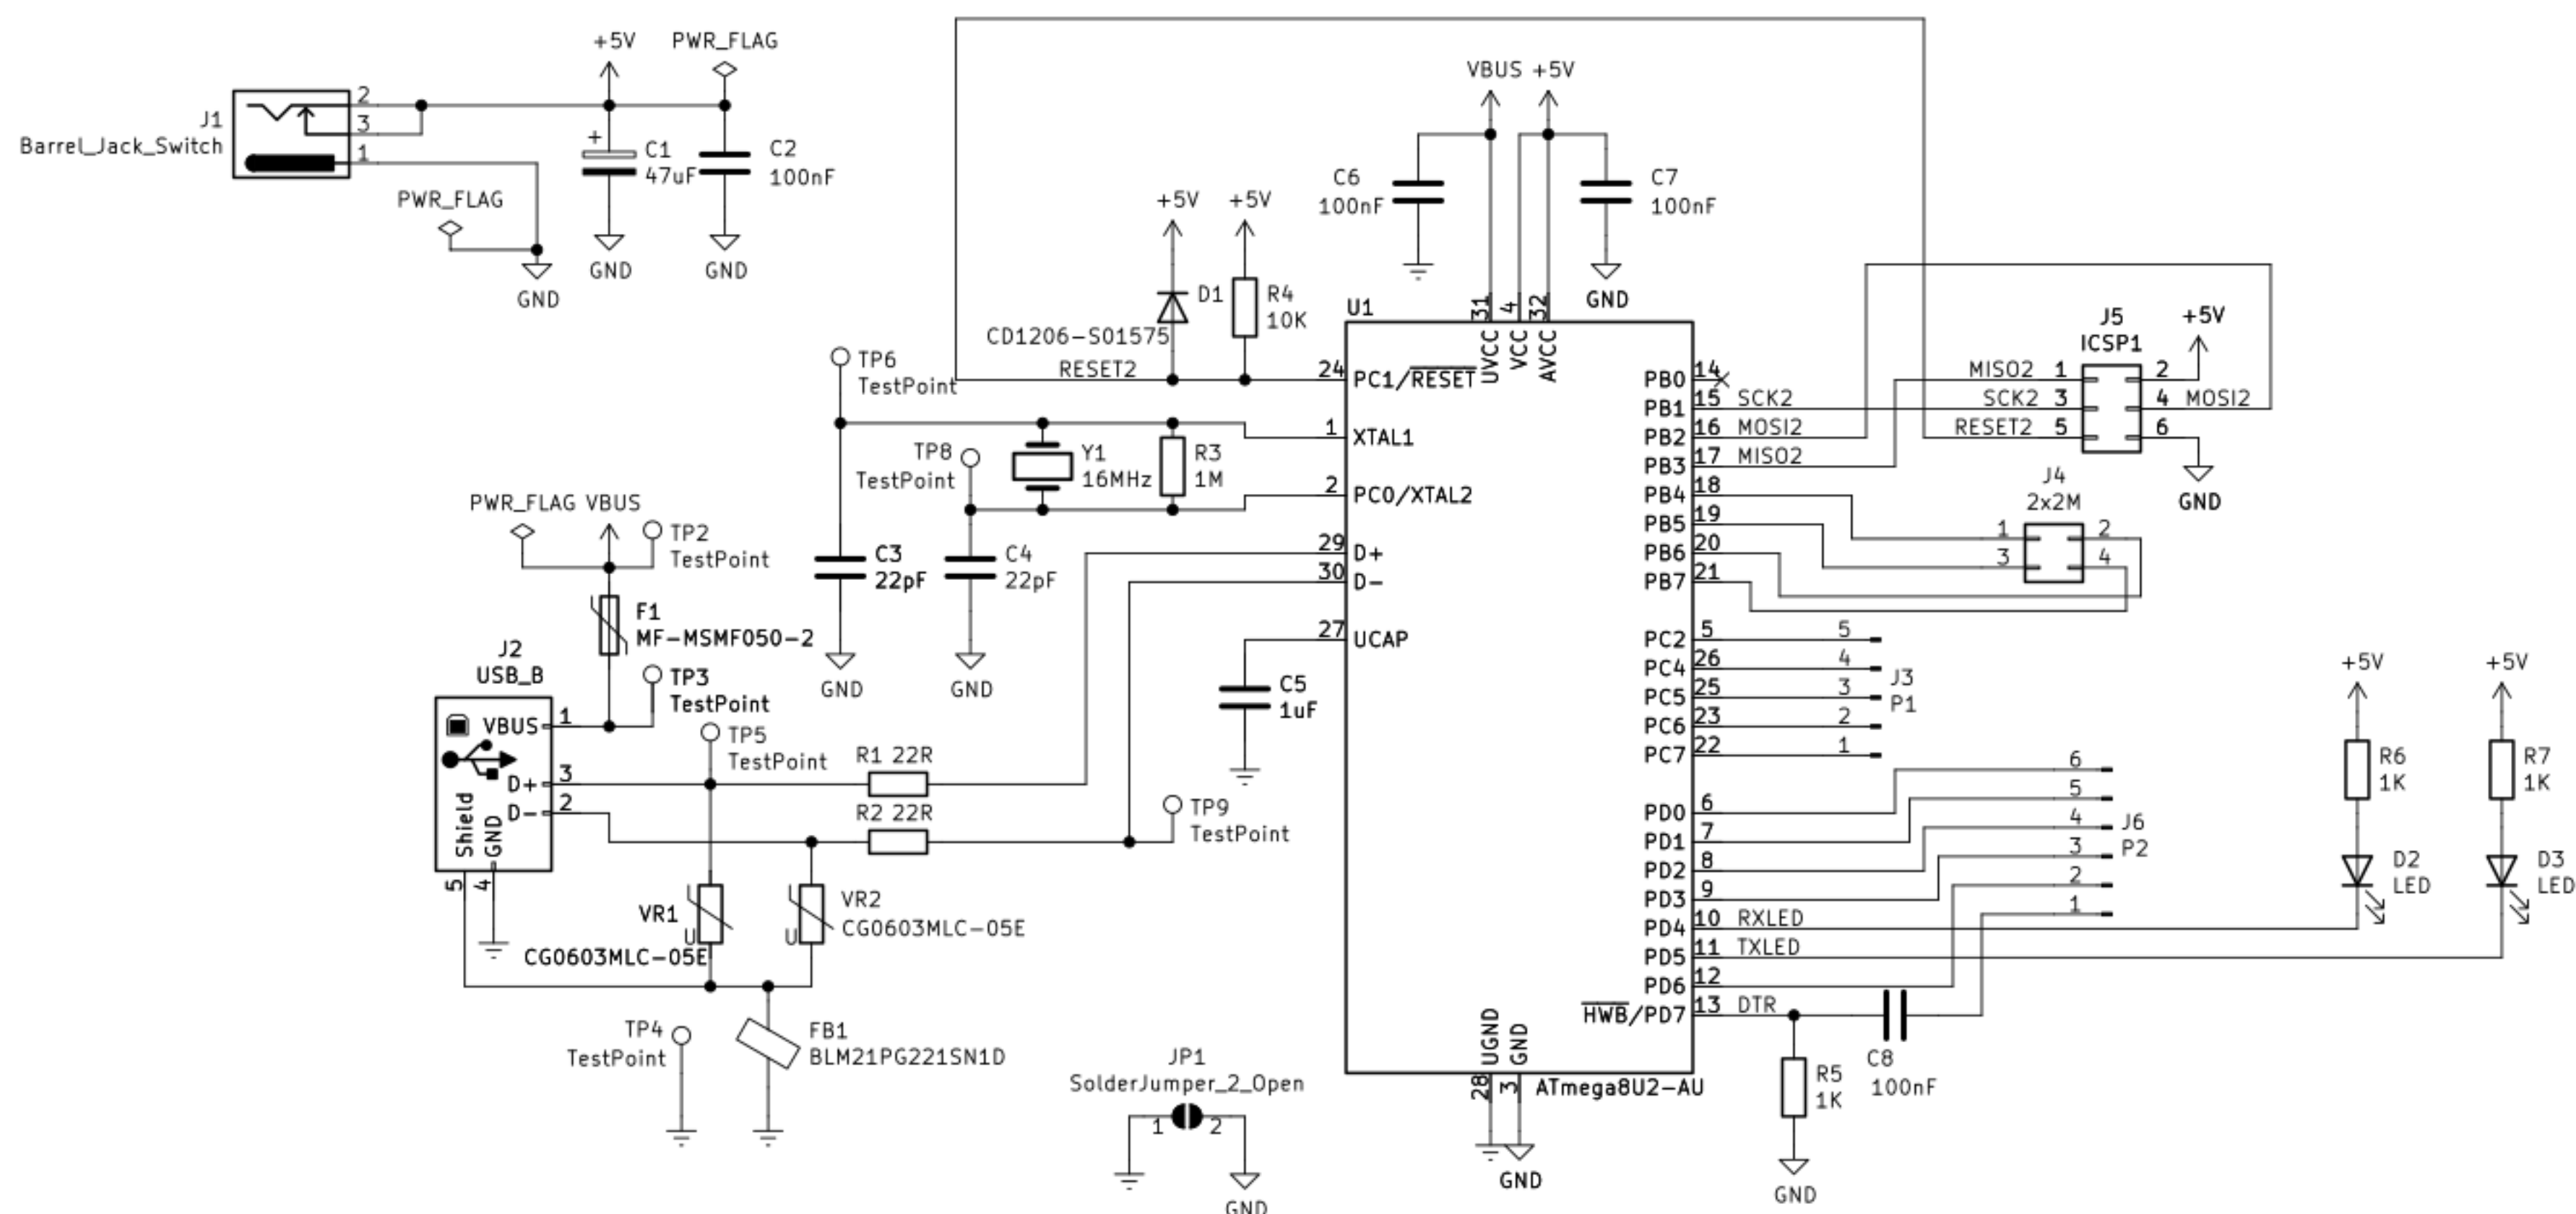 +5V
PWR_FLAG
J1
Barrel_Jack_Switch
2
3
1
+
C1
47uF
C2
100nF
PWR_FLAG
GND
GND
GND
VBUS
+5V
C6
100nF
C7
100nF
GND
+5V
+5V
D1
CD1206-S01575
R4
10K
RESET2
TP6
TestPoint
TP8
TestPoint
Y1
16MHz
R3
1M
C3
22pF
C4
22pF
GND
GND
C5
1uF
PWR_FLAG
VBUS
TP2
TestPoint
F1
MF-MSMF050-2
TP3
TestPoint
J2
USB_B
VBUS
1
D+
3
D-
2
Shield
GND
5
4
TP5
TestPoint
R1 22R
R2 22R
TP9
TestPoint
VR1
U
CG0603MLC-05E
VR2
U
CG0603MLC-05E
TP4
TestPoint
FB1
BLM21PG221SN1D
JP1
SolderJumper_2_Open
1
2
GND
U1
31
4
32
UVCC
VCC
AVCC
24
PC1/RESET
1
XTAL1
2
PC0/XTAL2
29
D+
30
D-
27
UCAP
UGND
GND
28
3
ATmega8U2-AU
GND
PB0
14
PB1
15
SCK2
PB2
16
MOSI2
PB3
17
MISO2
PB4
18
PB5
19
PB6
20
PB7
21
PC2
5
PC4
26
PC5
25
PC6
23
PC7
22
PD0
6
PD1
7
PD2
8
PD3
9
PD4
10
RXLED
PD5
11
TXLED
PD6
12
HWB/PD7
13
DTR
J5
ICSP1
+5V
MISO2
1
2
SCK2
3
4
MOSI2
RESET2
5
6
GND
J4
2x2M
1
2
3
4
5
4
3
2
1
J3
P1
6
5
4
3
2
1
J6
P2
R5
1K
C8
100nF
GND
+5V
R6
1K
D2
LED
+5V
R7
1K
D3
LED